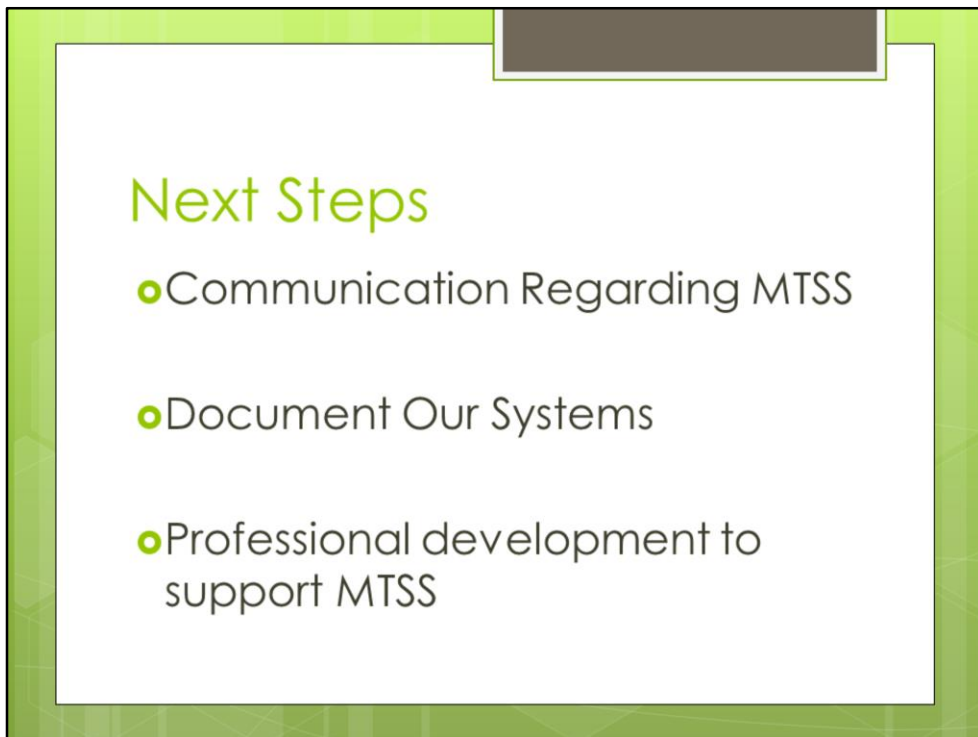 Next Steps
Communication Regarding MTSS
Document Our Systems
Professional development to
support MTSS